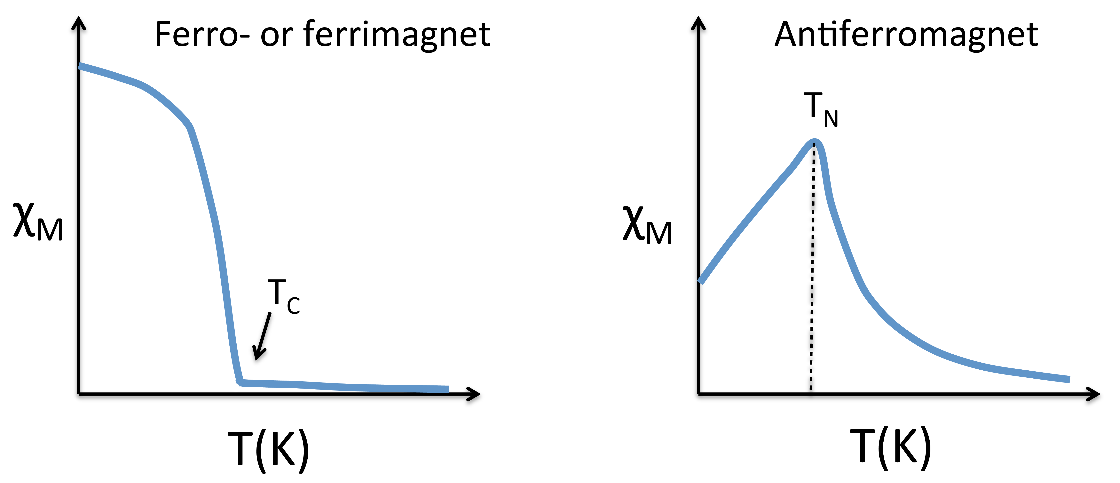 Ferro- or ferrimagnet
χM
TC
T(K)
Antiferromagnet
TN
χM
T(K)